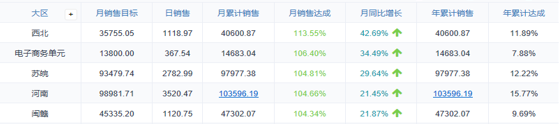 大区 月销售目标 日销售 月累计销售 月销售达成 月同比增长 年累计销售 年累计达成
西北 35755.05 1118.97 40600.87 113.55% 42.69% 40600.87 11.89%
电子商务单元 13800.00 367.54 14683.04 106.40% 34.49% 14683.04 7.88%
苏皖 93479.74 2782.99 97977.38 104.81% 29.64% 97977.38 12.22%
河南 98981.71 3520.47 103596.19 104.66% 21.45% 103596.19 15.77%
闽赣 45335.20 1120.75 47302.07 104.34% 21.87% 47302.07 9.69%